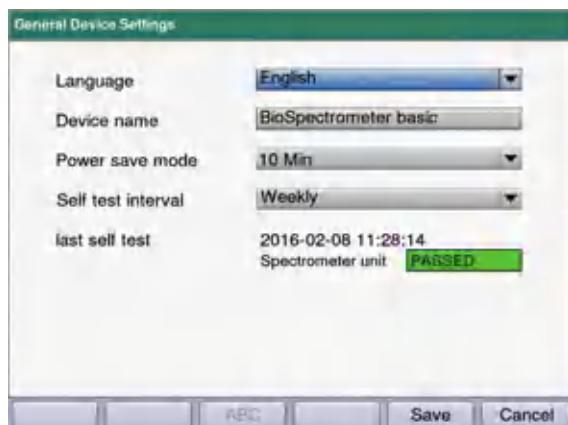 General Device Settings
Language English
Device name BioSpectrometer basic
Power save mode 10 Min
Self test interval Weekly
last self test 2016-02-08 11:28:14
Spectrometer unit PASSED
ABC Save Cancel